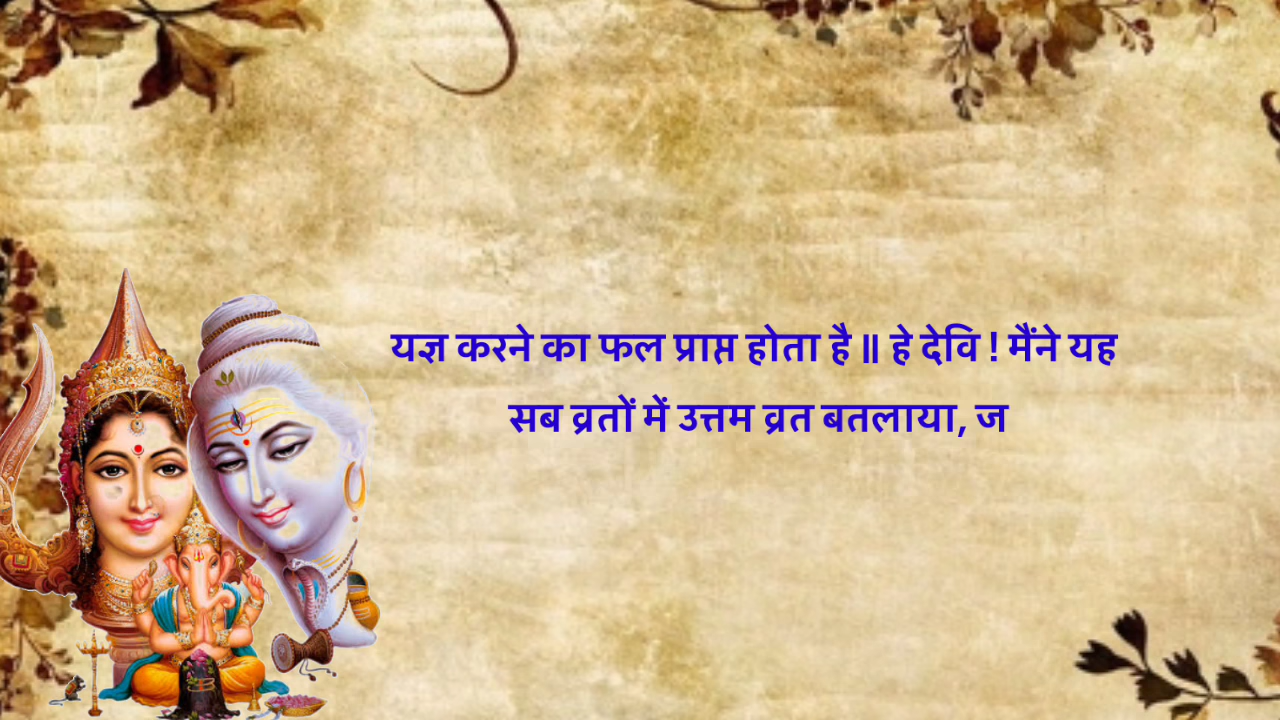 यज्ञ करने का फल प्राप्त होता है ॥ हे देवि ! मैंने यह
सब व्रतों में उत्तम व्रत बतलाया, ज